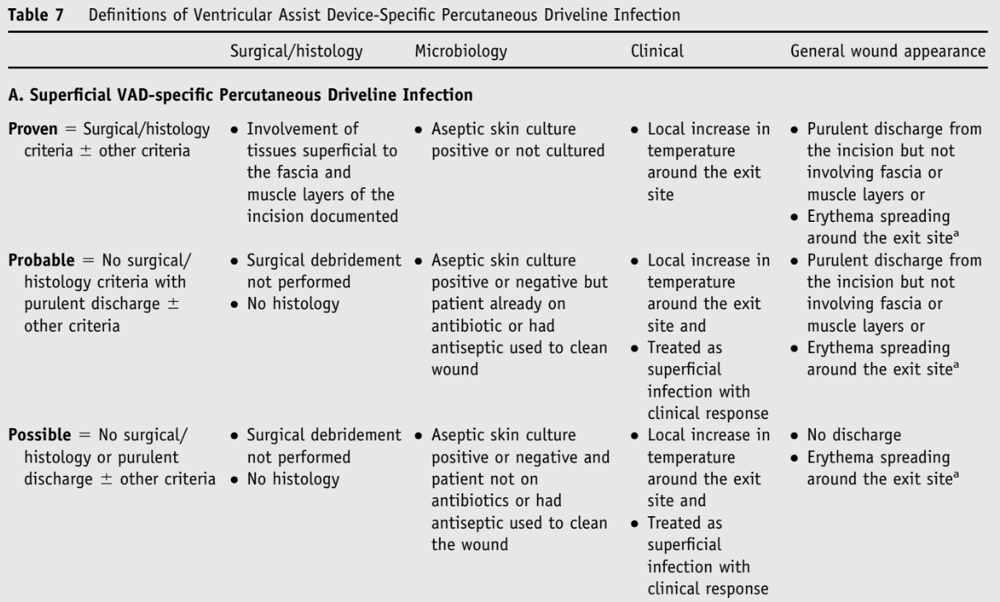 Table 7 Definitions of Ventricular Assist Device-Specific Percutaneous Driveline Infection
Surgical/histology Microbiology Clinical General wound appearance
A. Superficial VAD-specific Percutaneous Driveline Infection
Proven = Surgical/histology
criteria ± other criteria
• Involvement of
tissues superficial to
the fascia and
muscle layers of the
incision documented
• Aseptic skin culture
positive or not cultured
• Local increase in
temperature
around the exit
site
• Purulent discharge from
the incision but not
involving fascia or
muscle layers or
• Erythema spreading
around the exit siteᵃ
Probable = No surgical/
histology criteria with
purulent discharge ±
other criteria
• Surgical debridement
not performed
• No histology
• Aseptic skin culture
positive or negative but
patient already on
antibiotic or had
antiseptic used to clean
wound
• Local increase in
temperature
around the exit
site and
• Treated as
superficial
infection with
clinical response
• Purulent discharge from
the incision but not
involving fascia or
muscle layers or
• Erythema spreading
around the exit siteᵃ
Possible = No surgical/
histology or purulent
discharge ± other criteria
• Surgical debridement
not performed
• No histology
• Aseptic skin culture
positive or negative and
patient not on
antibiotics or had
antiseptic used to clean
the wound
• Local increase in
temperature
around the exit
site and
• Treated as
superficial
infection with
clinical response
• No discharge
• Erythema spreading
around the exit siteᵃ